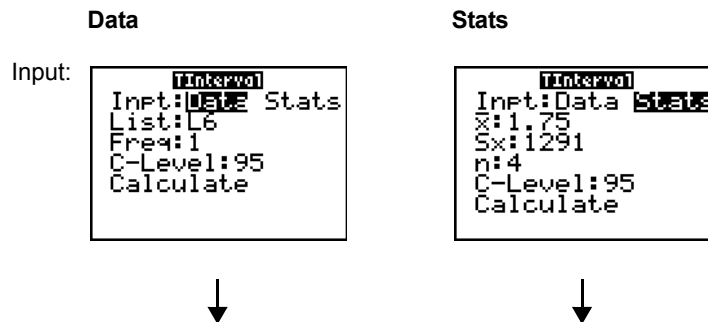 Data
Stats
Input:
TInterval
Inpt:Data Stats
List:L6
Freq:1
C-Level:95
Calculate
TInterval
Inpt:Data Stats
x̄:1.75
Sx:1291
n:4
C-Level:95
Calculate